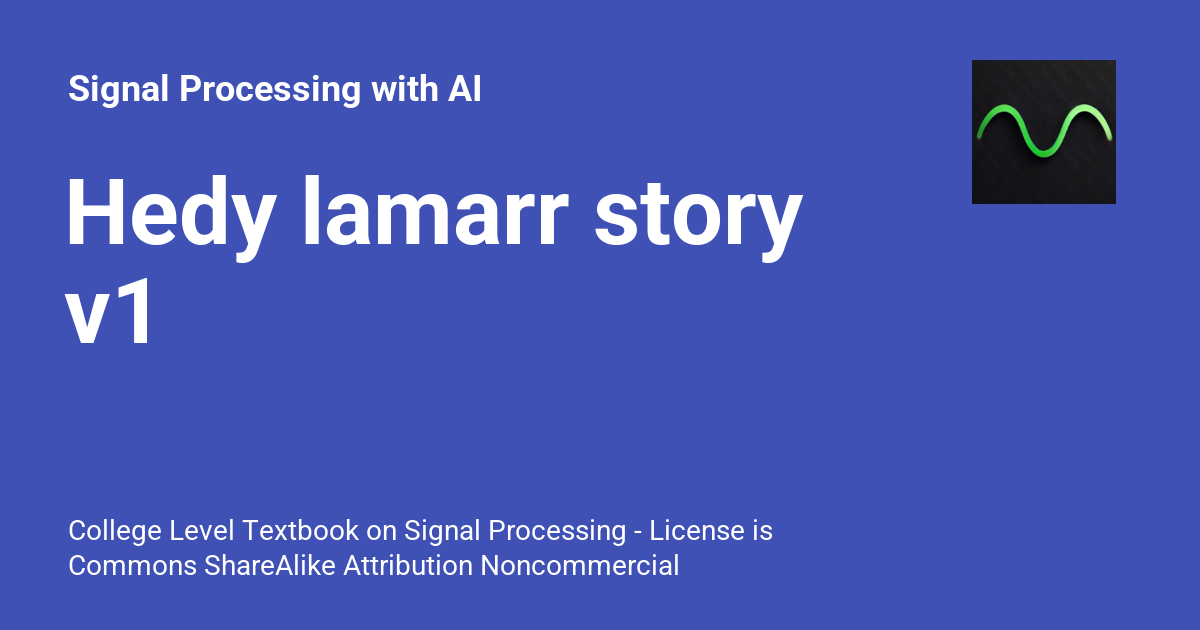 Signal Processing with AI
Hedy lamarr story
v1
College Level Textbook on Signal Processing - License is
Commons ShareAlike Attribution Noncommercial